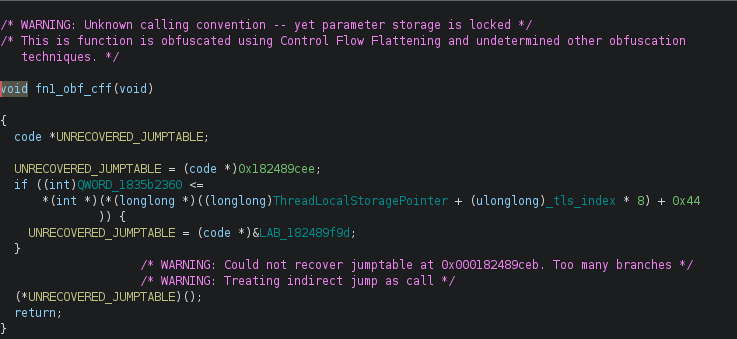 /* WARNING: Unknown calling convention -- yet parameter storage is locked */
/* This is function is obfuscated using Control Flow Flattening and undetermined other obfuscation
techniques. */
void fn1_obf_cff(void)
{
code *UNRECOVERED_JUMPTABLE;
UNRECOVERED_JUMPTABLE = (code *)0x182489cee;
if ((int)QWORD_1835b2360 <=
*(int *)(*(longlong *)((longlong)ThreadLocalStoragePointer + (ulonglong)_tls_index * 8) + 0x44
)) {
UNRECOVERED_JUMPTABLE = (code *)&LAB_182489f9d;
}
/* WARNING: Could not recover jumptable at 0x000182489ceb. Too many branches */
/* WARNING: Treating indirect jump as call */
(*UNRECOVERED_JUMPTABLE)();
return;
}